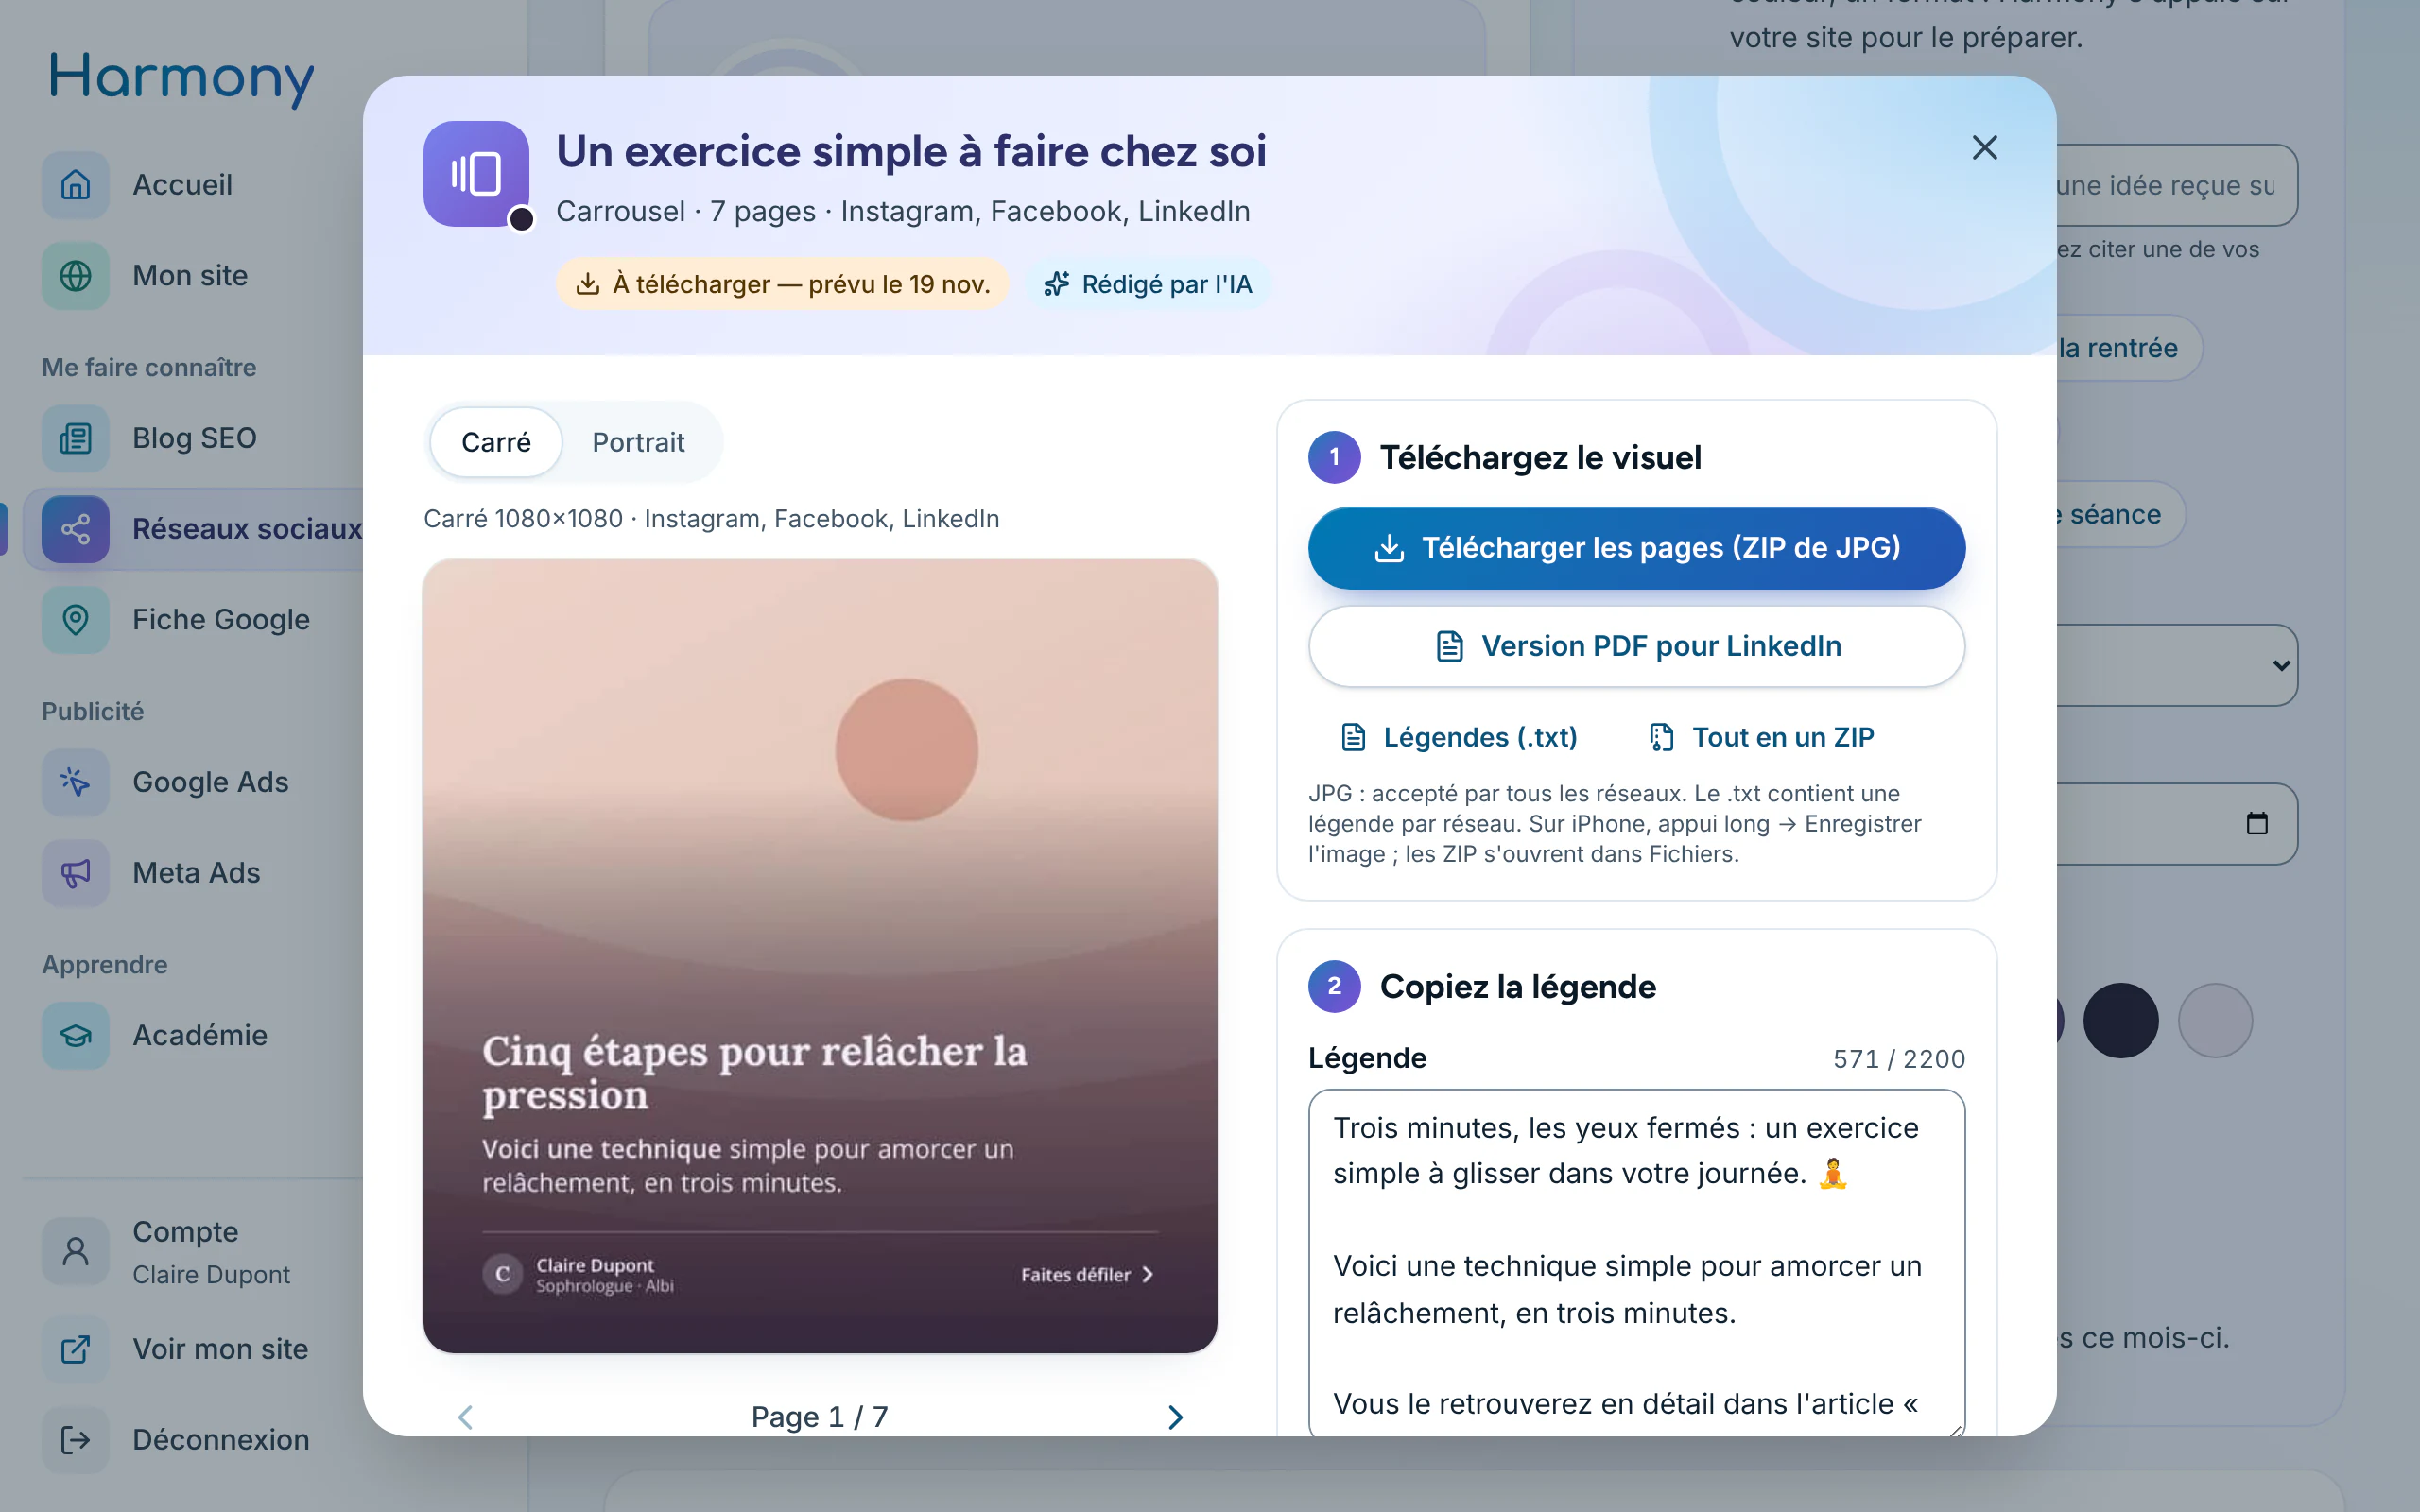 Harmony
Accueil
Mon site
Me faire connaître
Blog SEO
Réseaux sociaux
Fiche Google
Publicité
Google Ads
Meta Ads
Apprendre
Académie
Compte
Claire Dupont
Voir mon site
Déconnexion
Un exercice simple à faire chez soi
Carrousel · 7 pages · Instagram, Facebook, LinkedIn
À télécharger — prévu le 19 nov.
Rédigé par l'IA
Carré
Portrait
Carré 1080×1080 · Instagram, Facebook, LinkedIn
Cinq étapes pour relâcher la
pression
Voici une technique simple pour amorcer un
relâchement, en trois minutes.
C
Claire Dupont
Sophrologue · Albi
Faites défiler
Page 1 / 7
1
Téléchargez le visuel
Télécharger les pages (ZIP de JPG)
Version PDF pour LinkedIn
Légendes (.txt)
Tout en un ZIP
JPG : accepté par tous les réseaux. Le .txt contient une
légende par réseau. Sur iPhone, appui long → Enregistrer
l'image ; les ZIP s'ouvrent dans Fichiers.
2
Copiez la légende
Légende
571 / 2200
Trois minutes, les yeux fermés : un exercice
simple à glisser dans votre journée. 🧘
Voici une technique simple pour amorcer un
relâchement, en trois minutes.
Vous le retrouverez en détail dans l'article «
votre site pour le préparer.
une idée reçue su
ez citer une de vos
la rentrée
séance
s ce mois-ci.